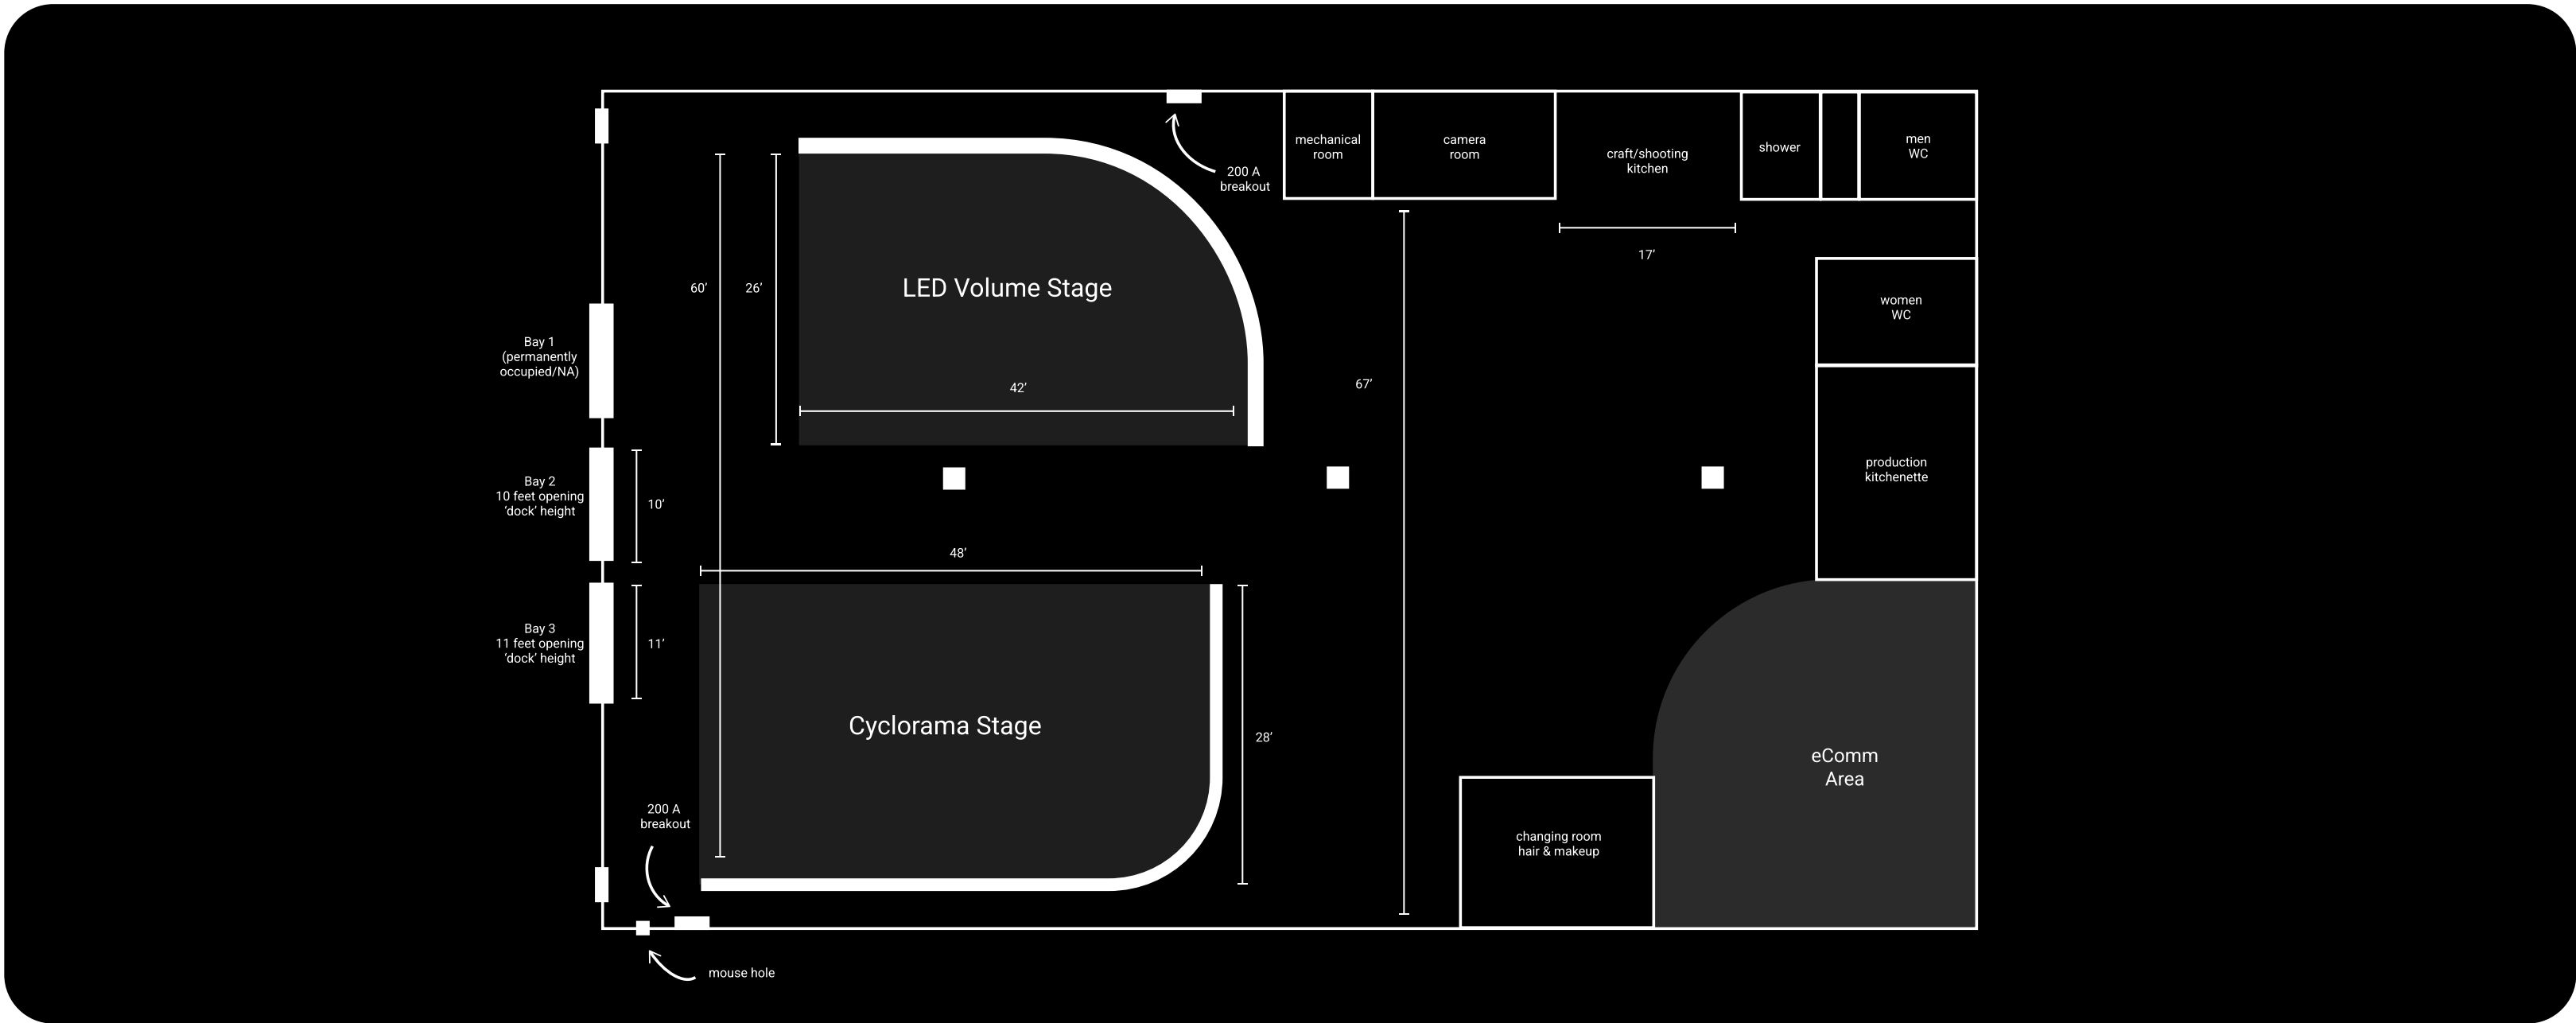 mechanical
room
camera
room
craft/shooting
kitchen
shower
men
WC
200 A
breakout
17’
60’
26’
LED Volume Stage
women
WC
Bay 1
(permanently
occupied/NA)
42’
67’
production
kitchenette
Bay 2
10 feet opening
‘dock’ height
10’
48’
Bay 3
11 feet opening
‘dock’ height
11’
Cyclorama Stage
28’
eComm
Area
200 A
breakout
changing room
hair & makeup
mouse hole